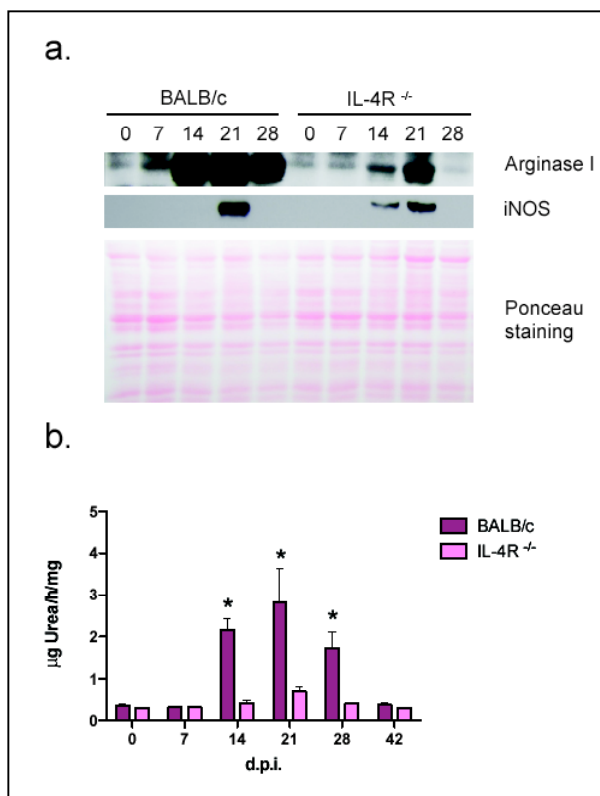 a.
BALB/c IL-4R -/-
0 7 14 21 28 0 7 14 21 28
Arginase I
iNOS
Ponceau
staining
b.
5
4
3
2
1
0
µg Urea/h/mg
* * *
0 7 14 21 28 42
d.p.i.
BALB/c
IL-4R -/-